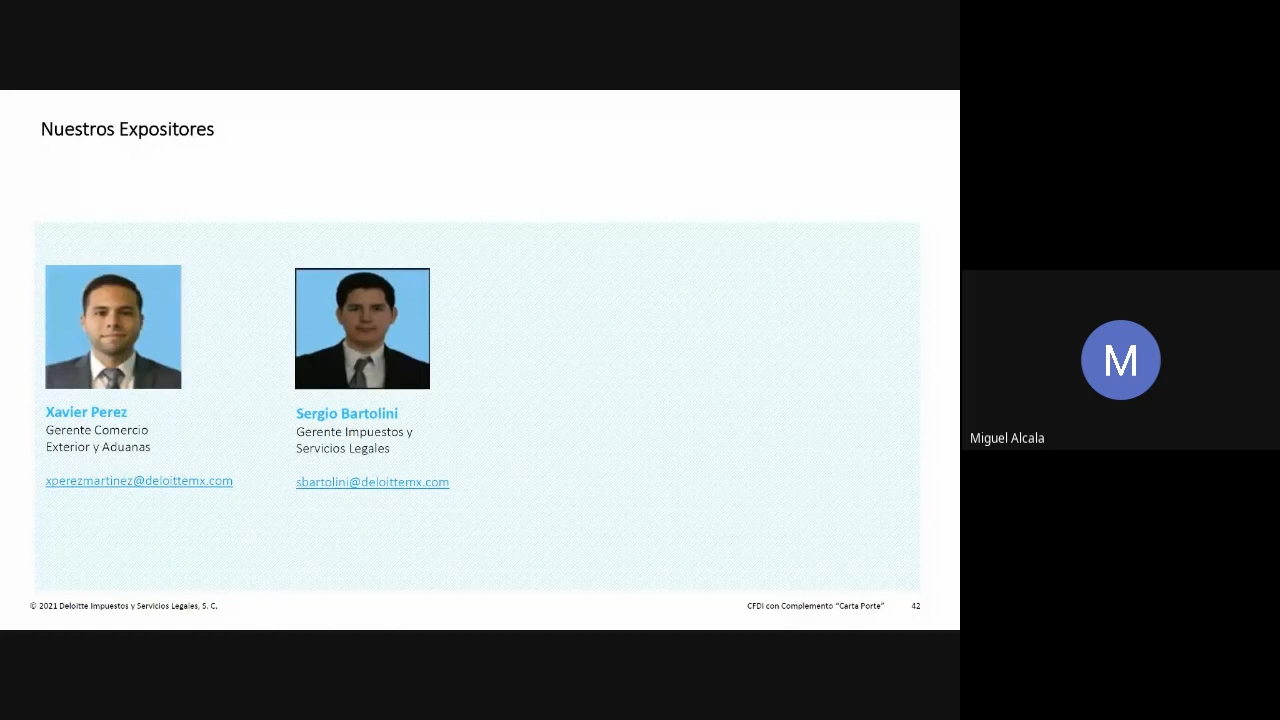 Nuestros Expositores
Xavier Perez
Gerente Comercio
Exterior y Aduanas
xperezmartinez@deloittemx.com
Sergio Bartolini
Gerente Impuestos y
Servicios Legales
sbartolini@deloittemx.com
© 2021 Deloitte Impuestos y Servicios Legales, S. C.
CFDI con Complemento “Carta Porte”
42
M
Miguel Alcala